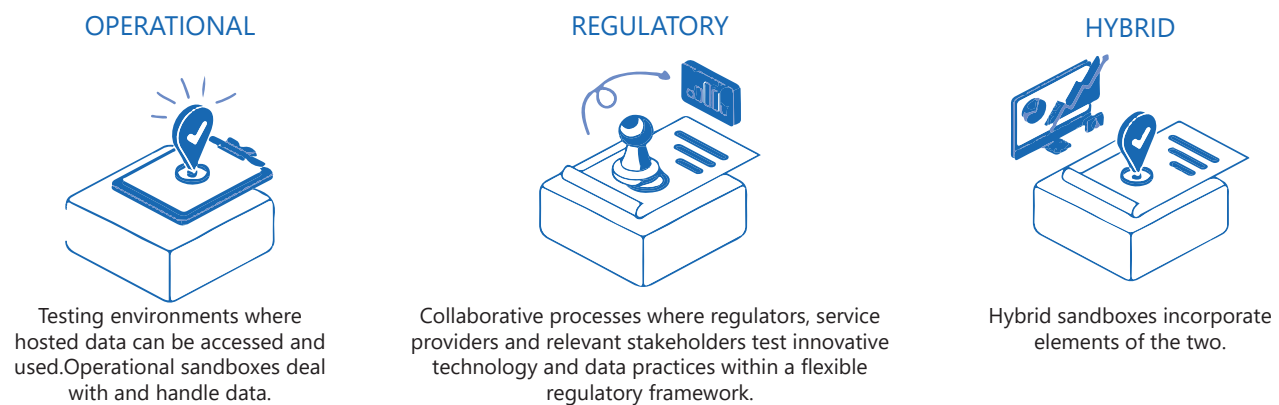 OPERATIONAL
Testing environments where
hosted data can be accessed and
used.Operational sandboxes deal
with and handle data.
REGULATORY
Collaborative processes where regulators, service
providers and relevant stakeholders test innovative
technology and data practices within a flexible
regulatory framework.
HYBRID
Hybrid sandboxes incorporate
elements of the two.